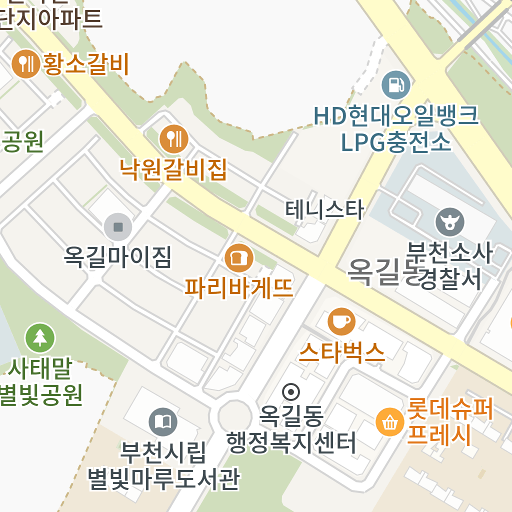 단지아파트
황소갈비
HD현대오일뱅크
LPG충전소
공원
낙원갈비집
테니스타
옥길마이짐
부천소사
경찰서
옥길동
파리바게뜨
스타벅스
사태말
별빛공원
롯데슈퍼
프레시
옥길동
행정복지센터
부천시립
별빛마루도서관